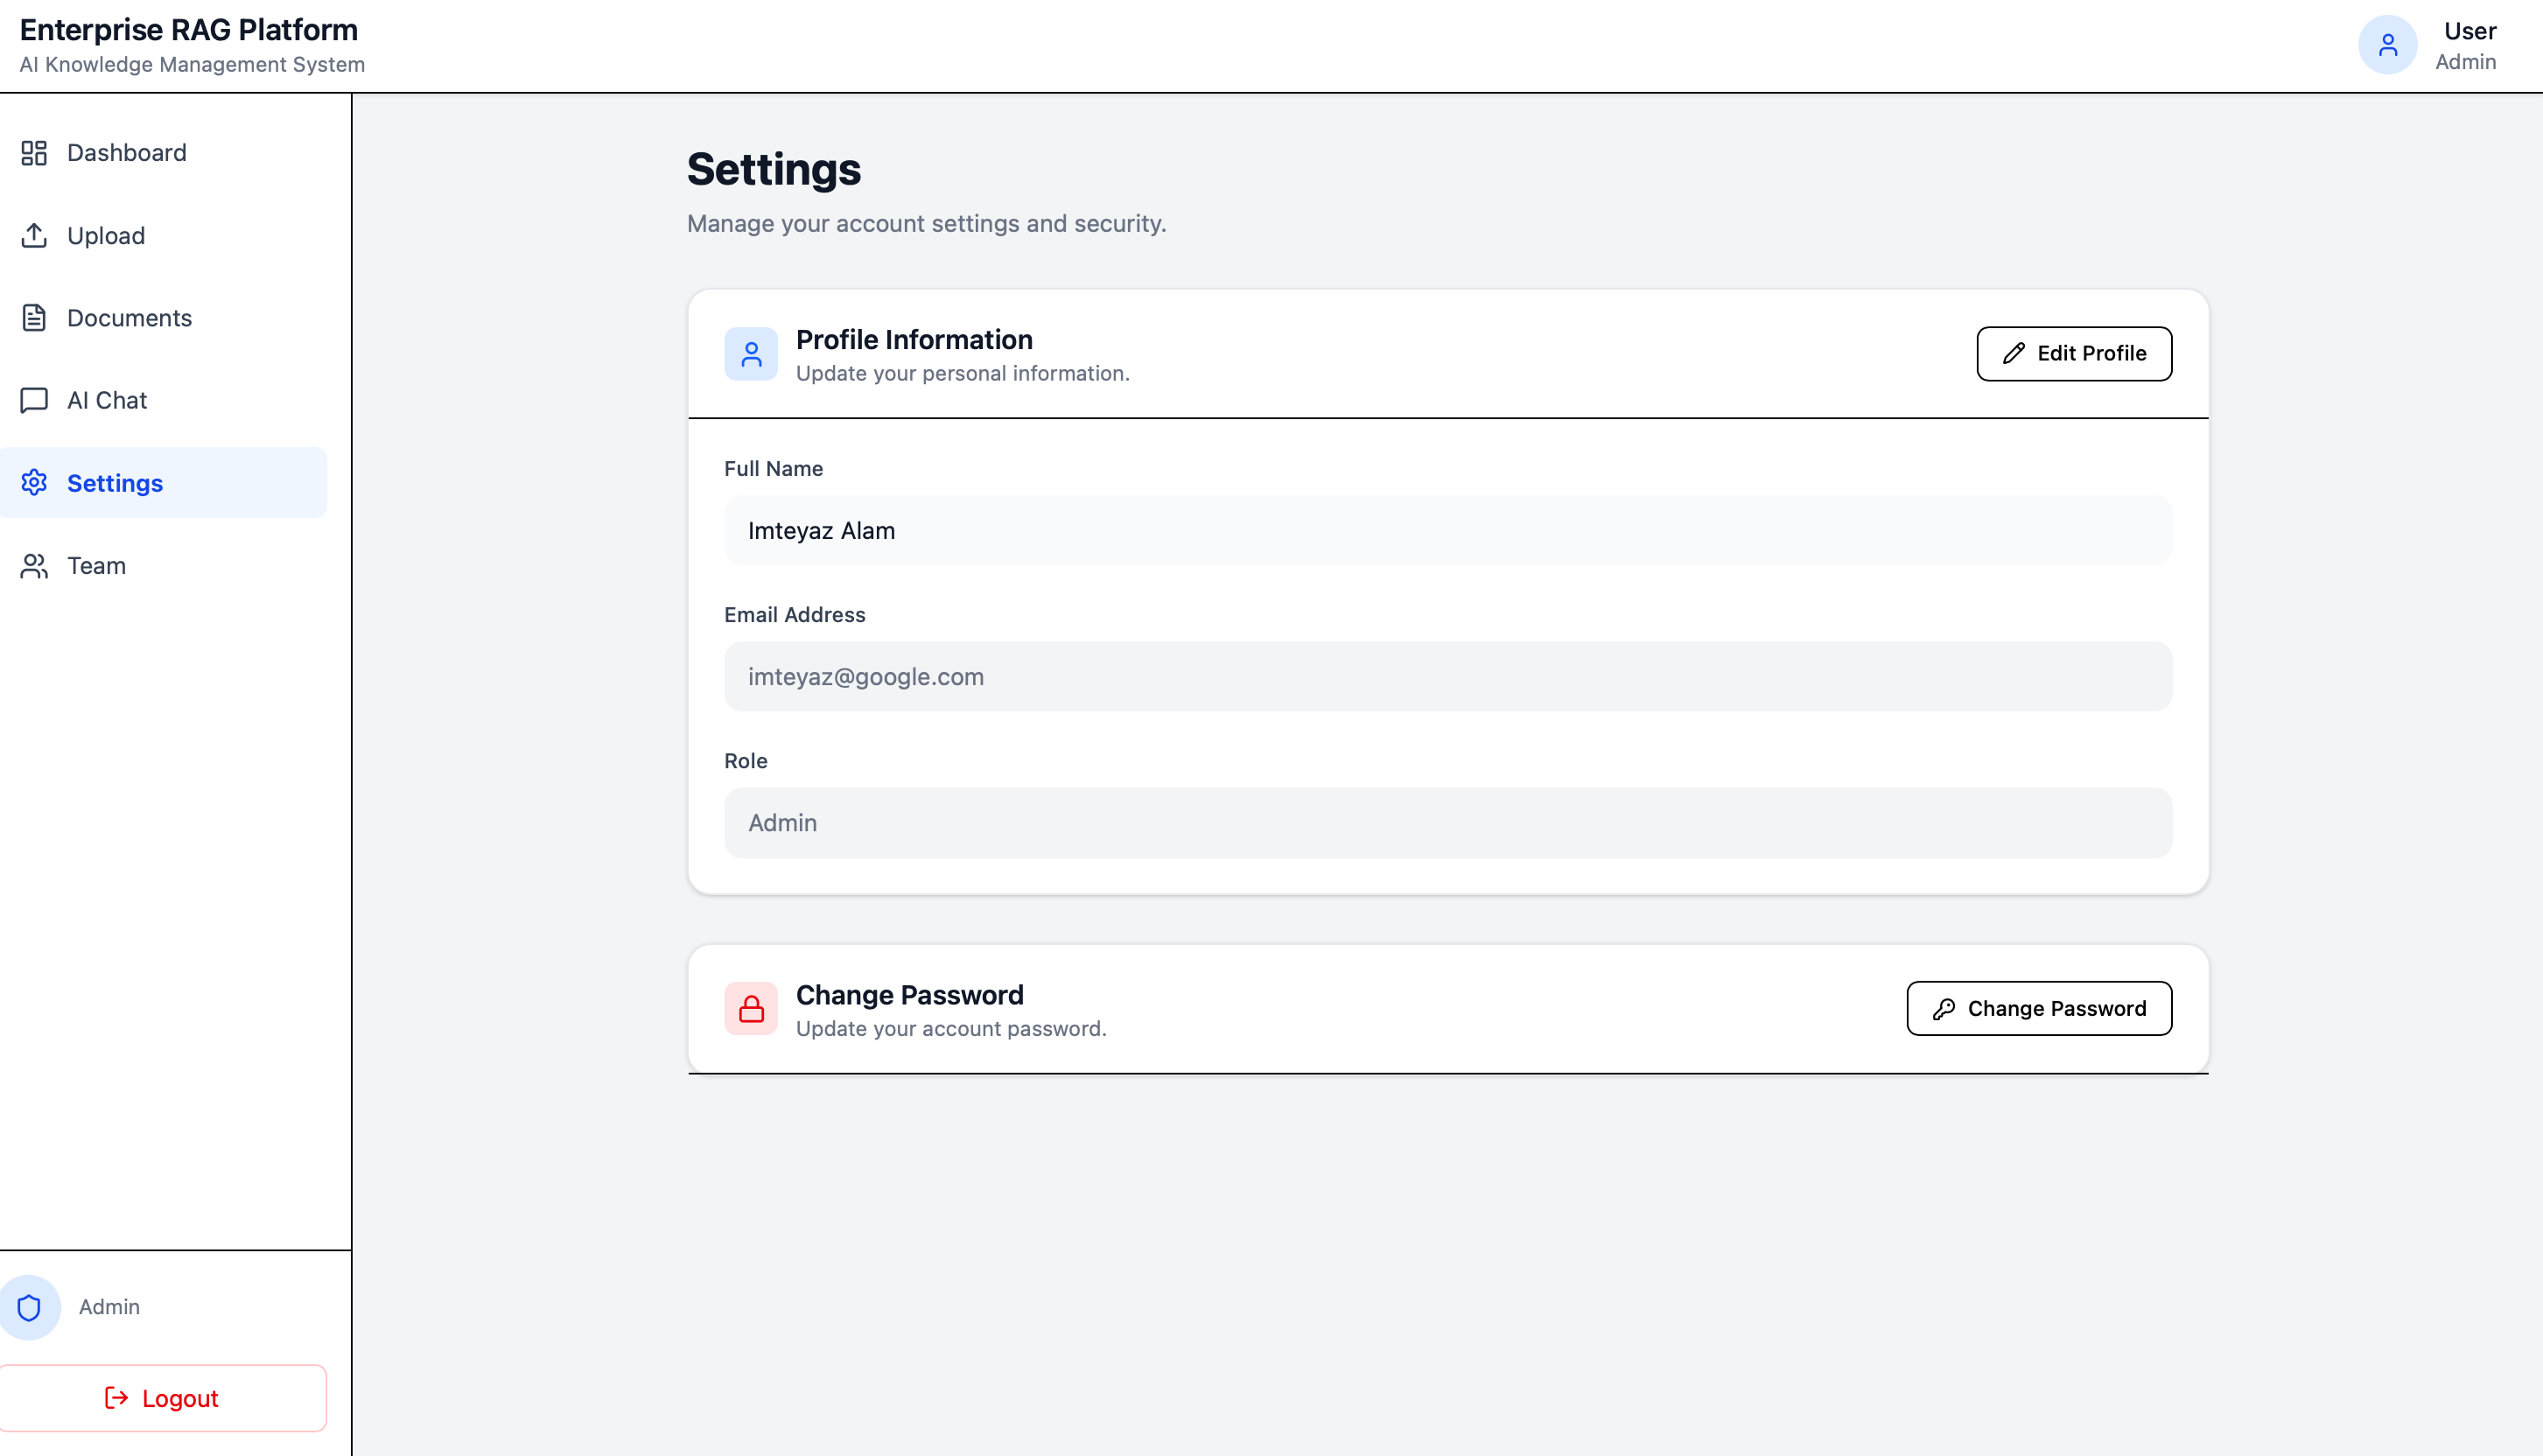 Enterprise RAG Platform
AI Knowledge Management System
User
Admin
Dashboard
Upload
Documents
AI Chat
Settings
Team
Admin
Logout
Settings
Manage your account settings and security.
Profile Information
Update your personal information.
Edit Profile
Full Name
Imteyaz Alam
Email Address
imteyaz@google.com
Role
Admin
Change Password
Update your account password.
Change Password